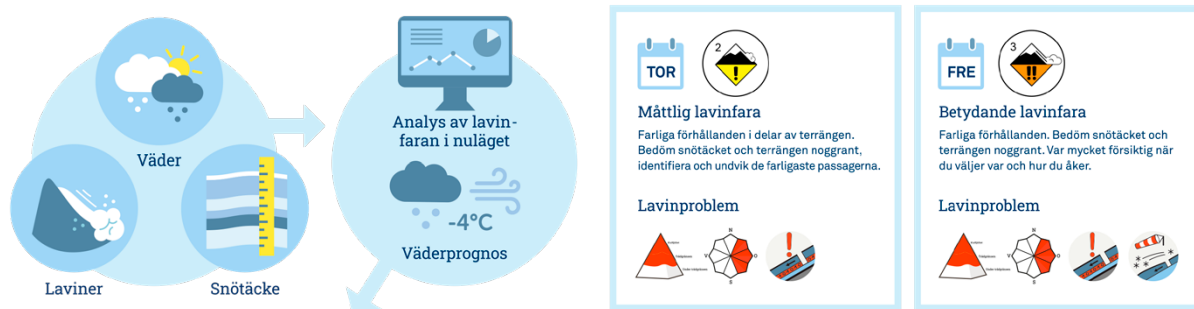 Väder
Laviner
Snötäcke
Analys av lavin-
faran i nuläget
-4°C
Väderprognos
TOR
2
Måttlig lavinfara
Farliga förhållanden i delar av terrängen.
Bedöm snötäcket och terrängen noggrant,
identifiera och undvik de farligaste passagerna.
Lavinproblem
N
V
O
S
FRE
3
Betydande lavinfara
Farliga förhållanden. Bedöm snötäcket och
terrängen noggrant. Var mycket försiktig när
du väljer var och hur du åker.
Lavinproblem
N
V
O
S